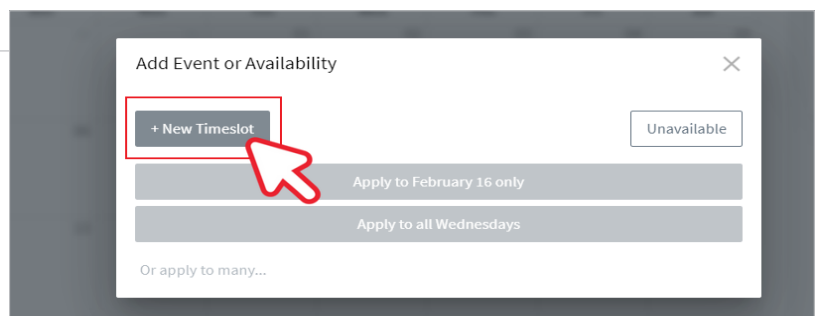 Add Event or Availability
+ New Timeslot
Unavailable
Apply to February 16 only
Apply to all Wednesdays
Or apply to many...